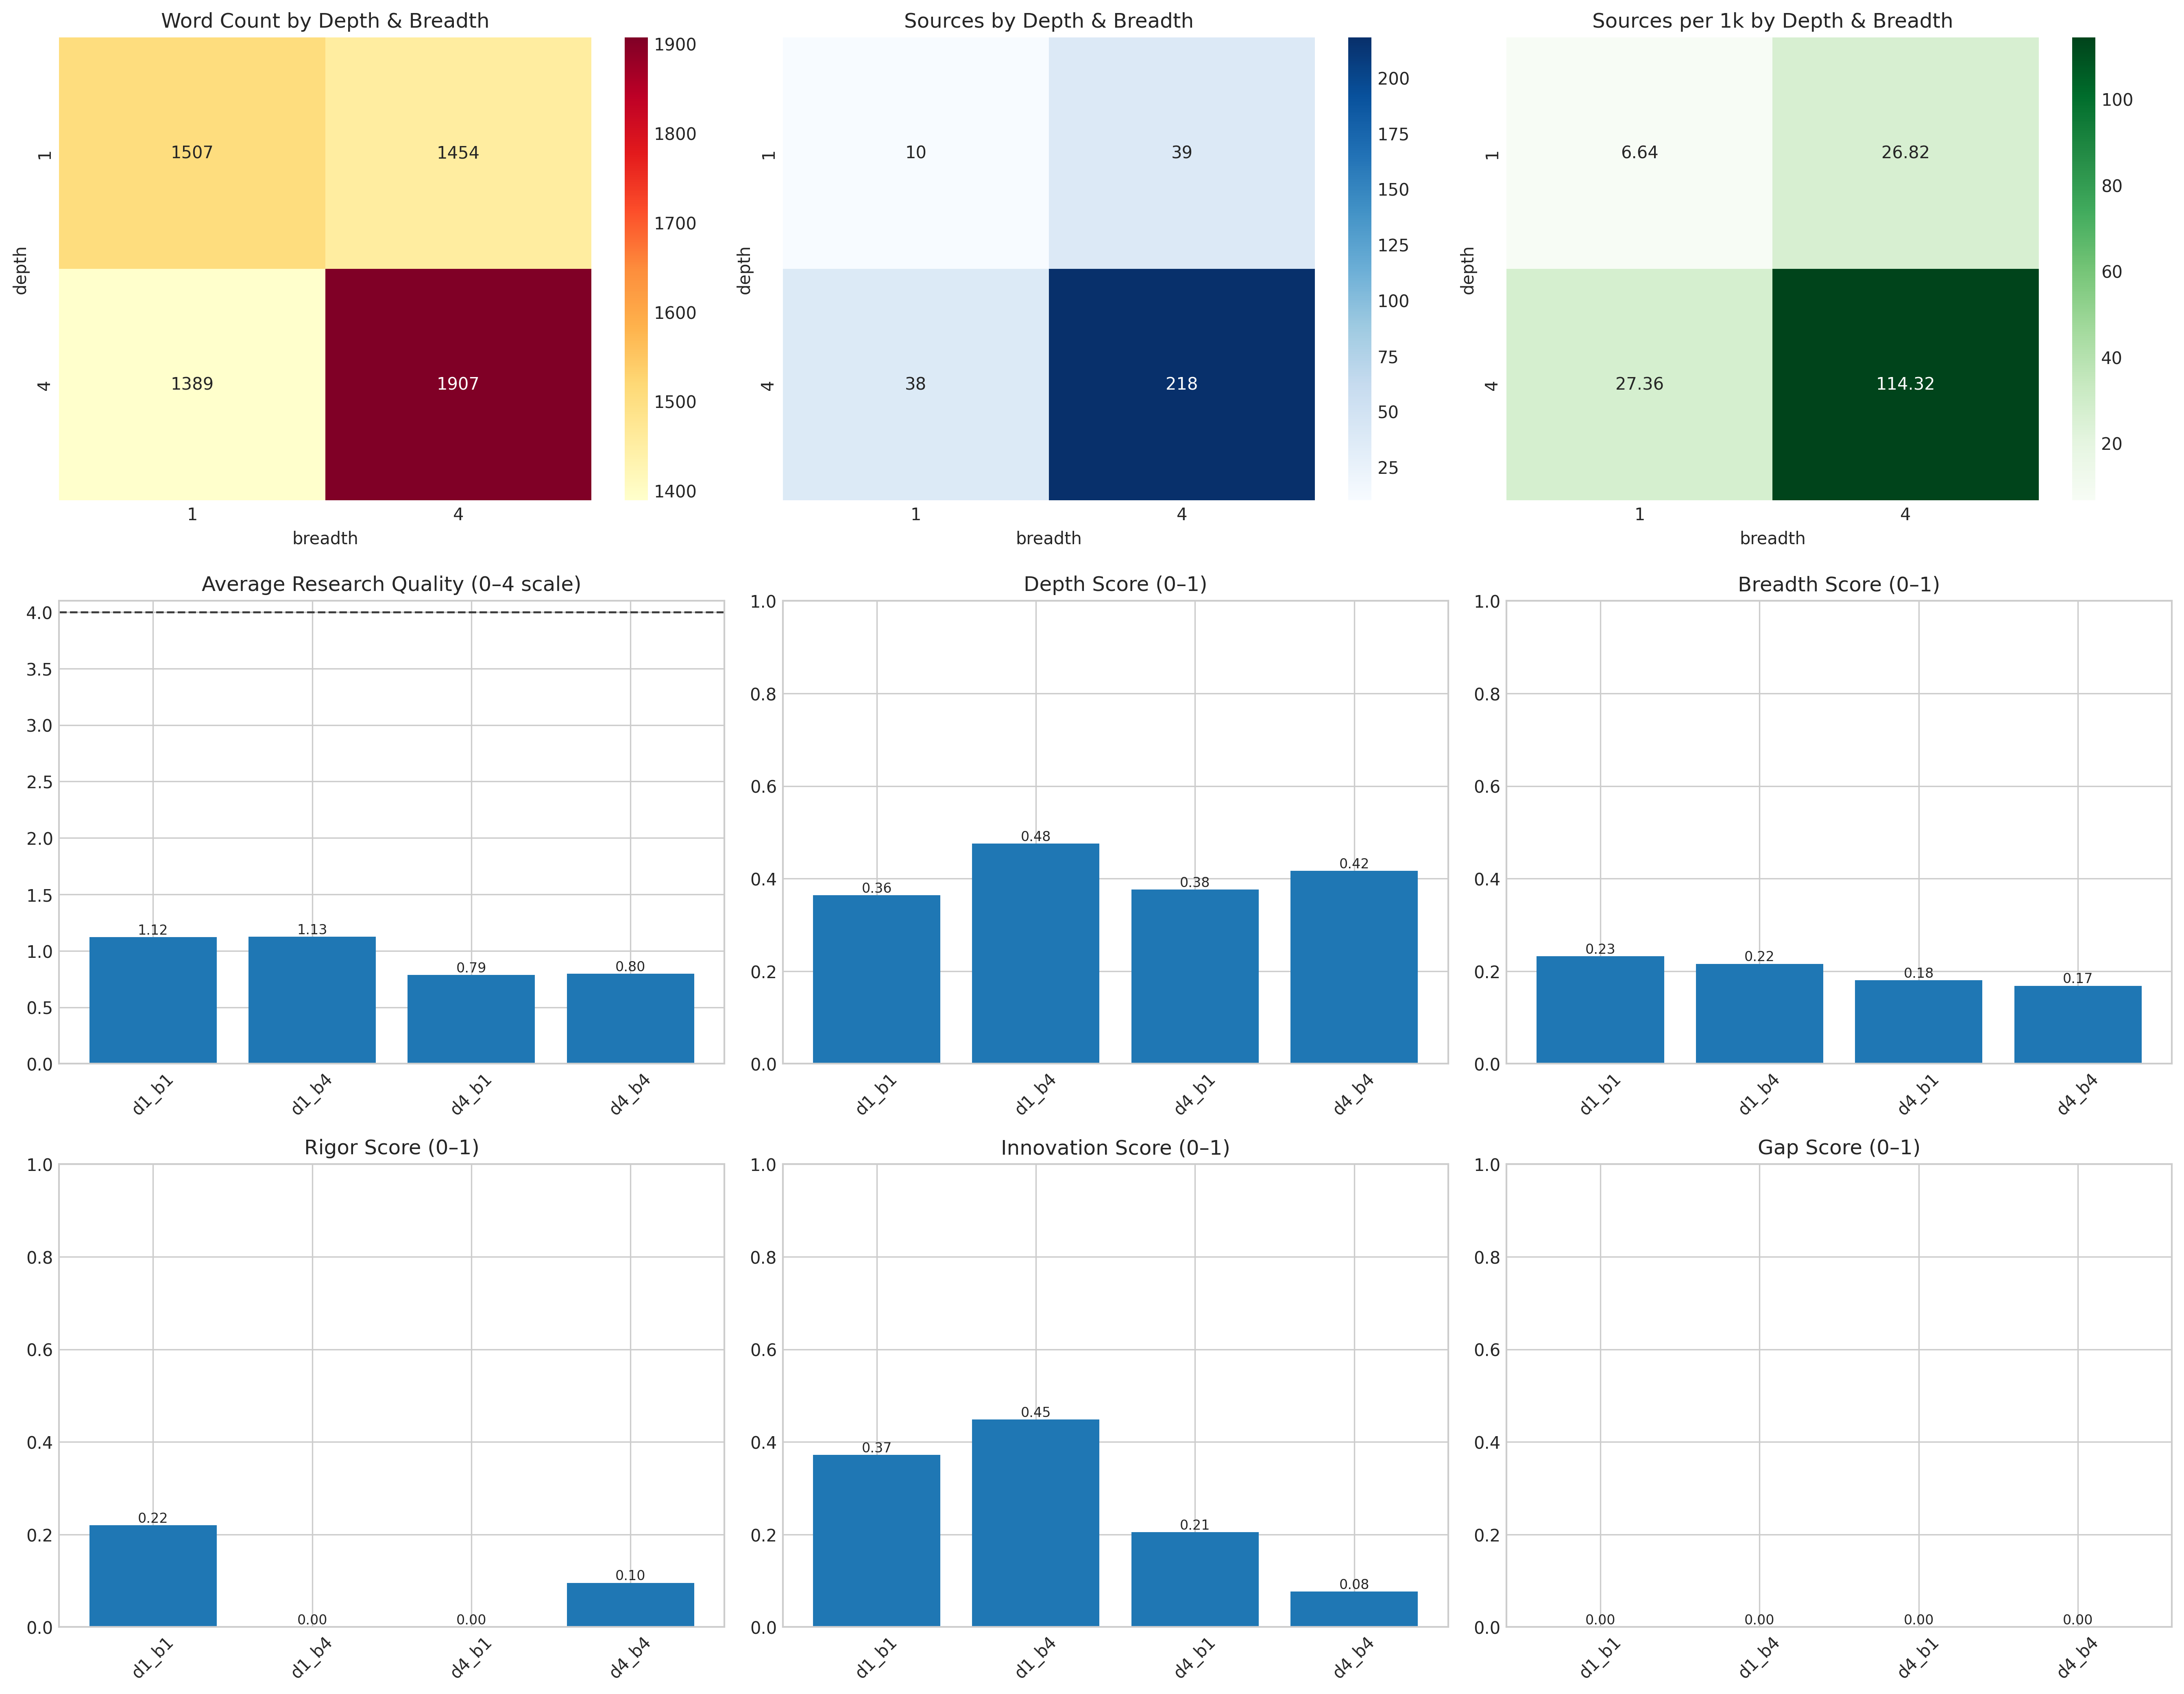 Word Count by Depth & Breadth
1507 1454
1389 1907
1
4
depth
1 4
breadth
1900
1800
1700
1600
1500
1400
Sources by Depth & Breadth
10 39
38 218
1
4
depth
1 4
breadth
200
175
150
125
100
75
50
25
Sources per 1k by Depth & Breadth
6.64 26.82
27.36 114.32
1
4
depth
1 4
breadth
100
80
60
40
20
Average Research Quality (0–4 scale)
4.0
3.5
3.0
2.5
2.0
1.5
1.0
0.5
0.0
1.12 1.13 0.79 0.80
d1_b1 d1_b4 d4_b1 d4_b4
Depth Score (0–1)
1.0
0.8
0.6
0.4
0.2
0.0
0.36 0.48 0.38 0.42
d1_b1 d1_b4 d4_b1 d4_b4
Breadth Score (0–1)
1.0
0.8
0.6
0.4
0.2
0.0
0.23 0.22 0.18 0.17
d1_b1 d1_b4 d4_b1 d4_b4
Rigor Score (0–1)
1.0
0.8
0.6
0.4
0.2
0.0
0.22 0.00 0.00 0.10
d1_b1 d1_b4 d4_b1 d4_b4
Innovation Score (0–1)
1.0
0.8
0.6
0.4
0.2
0.0
0.37 0.45 0.21 0.08
d1_b1 d1_b4 d4_b1 d4_b4
Gap Score (0–1)
1.0
0.8
0.6
0.4
0.2
0.0
0.00 0.00 0.00 0.00
d1_b1 d1_b4 d4_b1 d4_b4